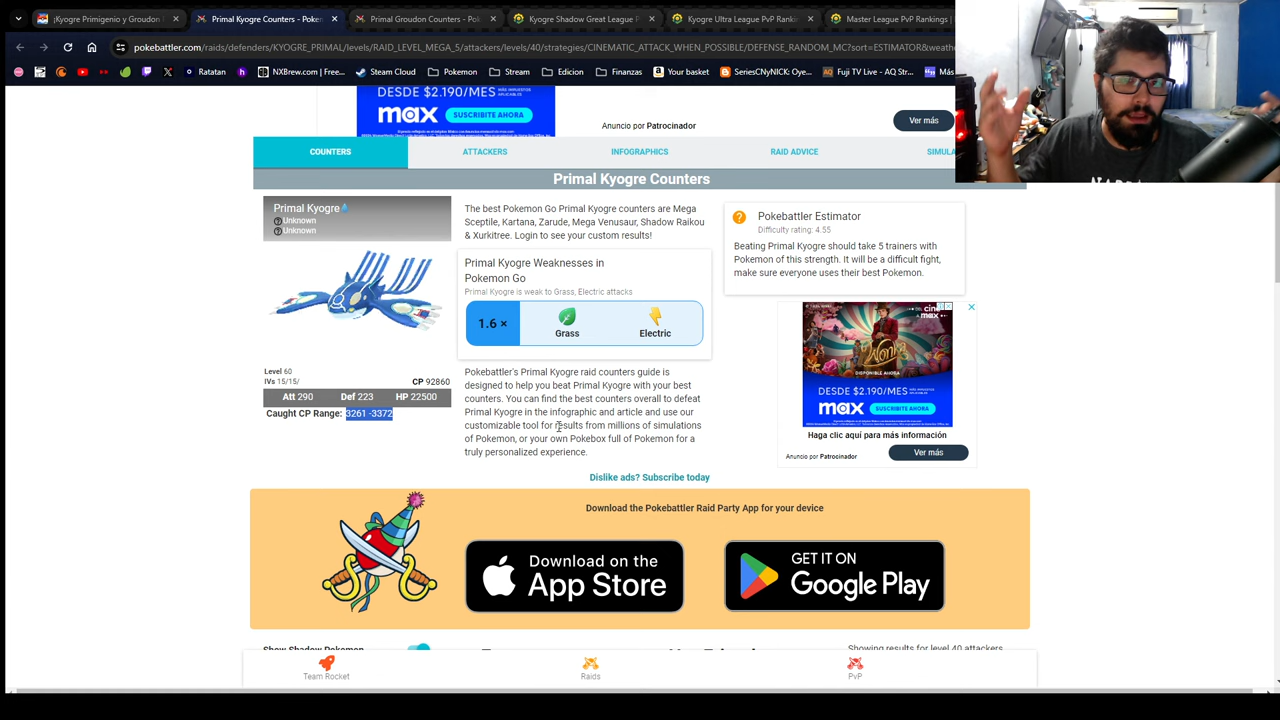 ¡Kyogre Primigenio y Groudon
Primal Kyogre Counters - Poken
Primal Groudon Counters - Pok
Kyogre Shadow Great League P
Kyogre Ultra League PvP Rankin
Master League PvP Rankings |
pokebattler.com/raids/defenders/KYOGRE_PRIMAL/levels/RAID_LEVEL_MEGA_5/attackers/levels/40/strategies/CINEMATIC_ATTACK_WHEN_POSSIBLE/DEFENSE_RANDOM_MC?sort=ESTIMATOR&weathe
Ratatan
NXBrew.com | Free...
Steam Cloud
Pokemon
Stream
Edicion
Finanzas
Your basket
SeriesCNyNICK: Oye...
Fuji TV Live - AQ Str...
Más
DESDE $2.190/MES
max SUSCRIBITE AHORA
Anuncio por Patrocinador
Ver más
COUNTERS
ATTACKERS
INFOGRAPHICS
RAID ADVICE
SIMULA
Primal Kyogre Counters
Primal Kyogre
Unknown
Unknown
Level 60
IVs 15/15/
CP 92860
Att 290 Def 223 HP 22500
Caught CP Range: 3261 -3372
The best Pokemon Go Primal Kyogre counters are Mega
Sceptile, Kartana, Zarude, Mega Venusaur, Shadow Raikou
& Xurkitree. Login to see your custom results!
Primal Kyogre Weaknesses in
Pokemon Go
Primal Kyogre is weak to Grass, Electric attacks
1.6 ×
Grass
Electric
Pokebattler's Primal Kyogre raid counters guide is
designed to help you beat Primal Kyogre with your best
counters. You can find the best counters overall to defeat
Primal Kyogre in the infographic and article and use our
customizable tool for results from millions of simulations
of Pokemon, or your own Pokebox full of Pokemon for a
truly personalized experience.
Pokebattler Estimator
Difficulty rating: 4.55
Beating Primal Kyogre should take 5 trainers with
Pokemon of this strength. It will be a difficult fight,
make sure everyone uses their best Pokemon.
Wonka
DISPONIBLE AHORA
DESDE $2.190/MES
max SUSCRIBITE AHORA
Haga clic aquí para más información
Anuncio por Patrocinador
Ver más
Dislike ads? Subscribe today
Download the Pokebattler Raid Party App for your device
Download on the
App Store
GET IT ON
Google Play
Show Shadow Pokemon
Showing results for level 40 attackers
Team Rocket
Raids
PvP